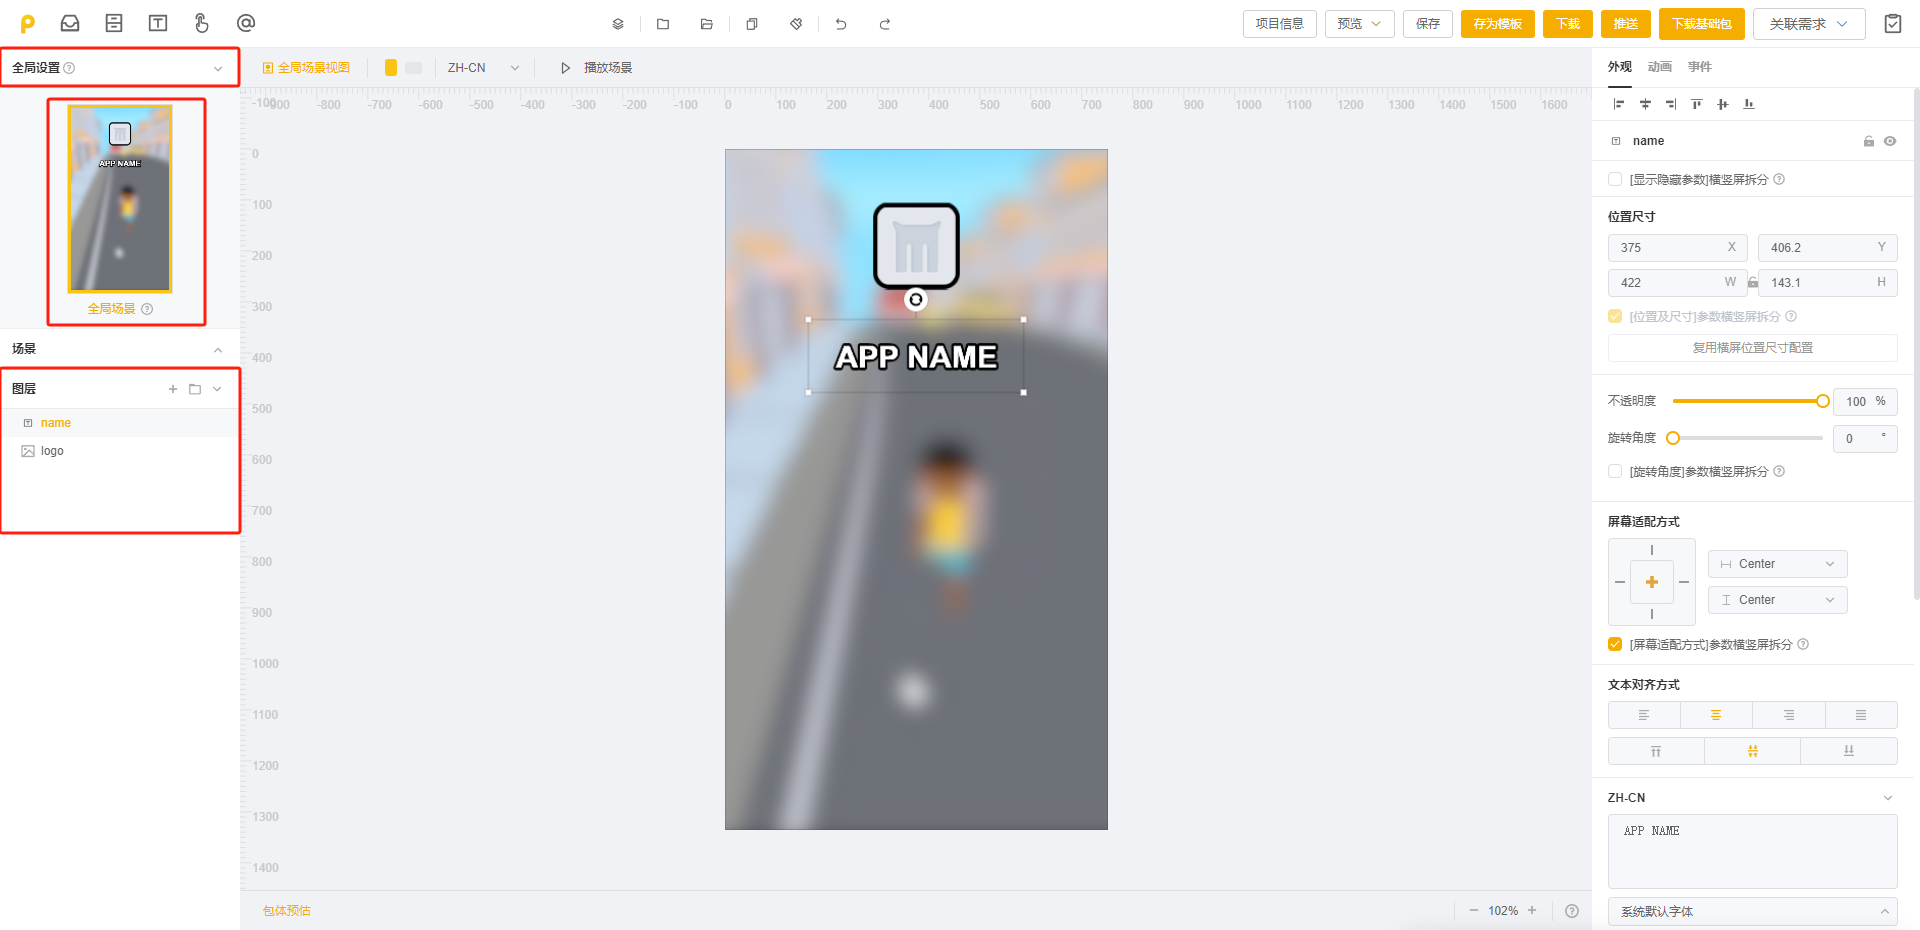 项目信息
预览
保存
存为模板
下载
推送
下载基础包
关联需求
全局设置
全局场景视图
ZH-CN
播放场景
外观 动画 事件
-100 -800 -700 -600 -500 -400 -300 -200 -100 0 100 200 300 400 500 600 700 800 900 1000 1100 1200 1300 1400 1500 1600
APP NAME
全局场景
场景
图层
name
logo
0
100
200
300
400
500
600
700
800
900
1000
1100
1200
1300
1400
APP NAME
包体预估
102%
name
[显示隐藏参数]横竖屏拆分
位置尺寸
375 X 406.2 Y
422 W 143.1 H
[位置及尺寸]参数横竖屏拆分
复用横屏位置尺寸配置
不透明度 100 %
旋转角度 0 °
[旋转角度]参数横竖屏拆分
屏幕适配方式
Center
Center
[屏幕适配方式]参数横竖屏拆分
文本对齐方式
ZH-CN
APP NAME
系统默认字体